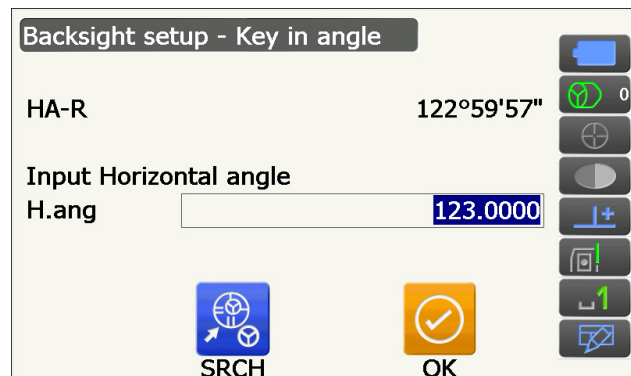 Backsight setup - Key in angle
HA-R 122°59'57"
0
Input Horizontal angle
H.ang 123.0000
1
SRCH OK